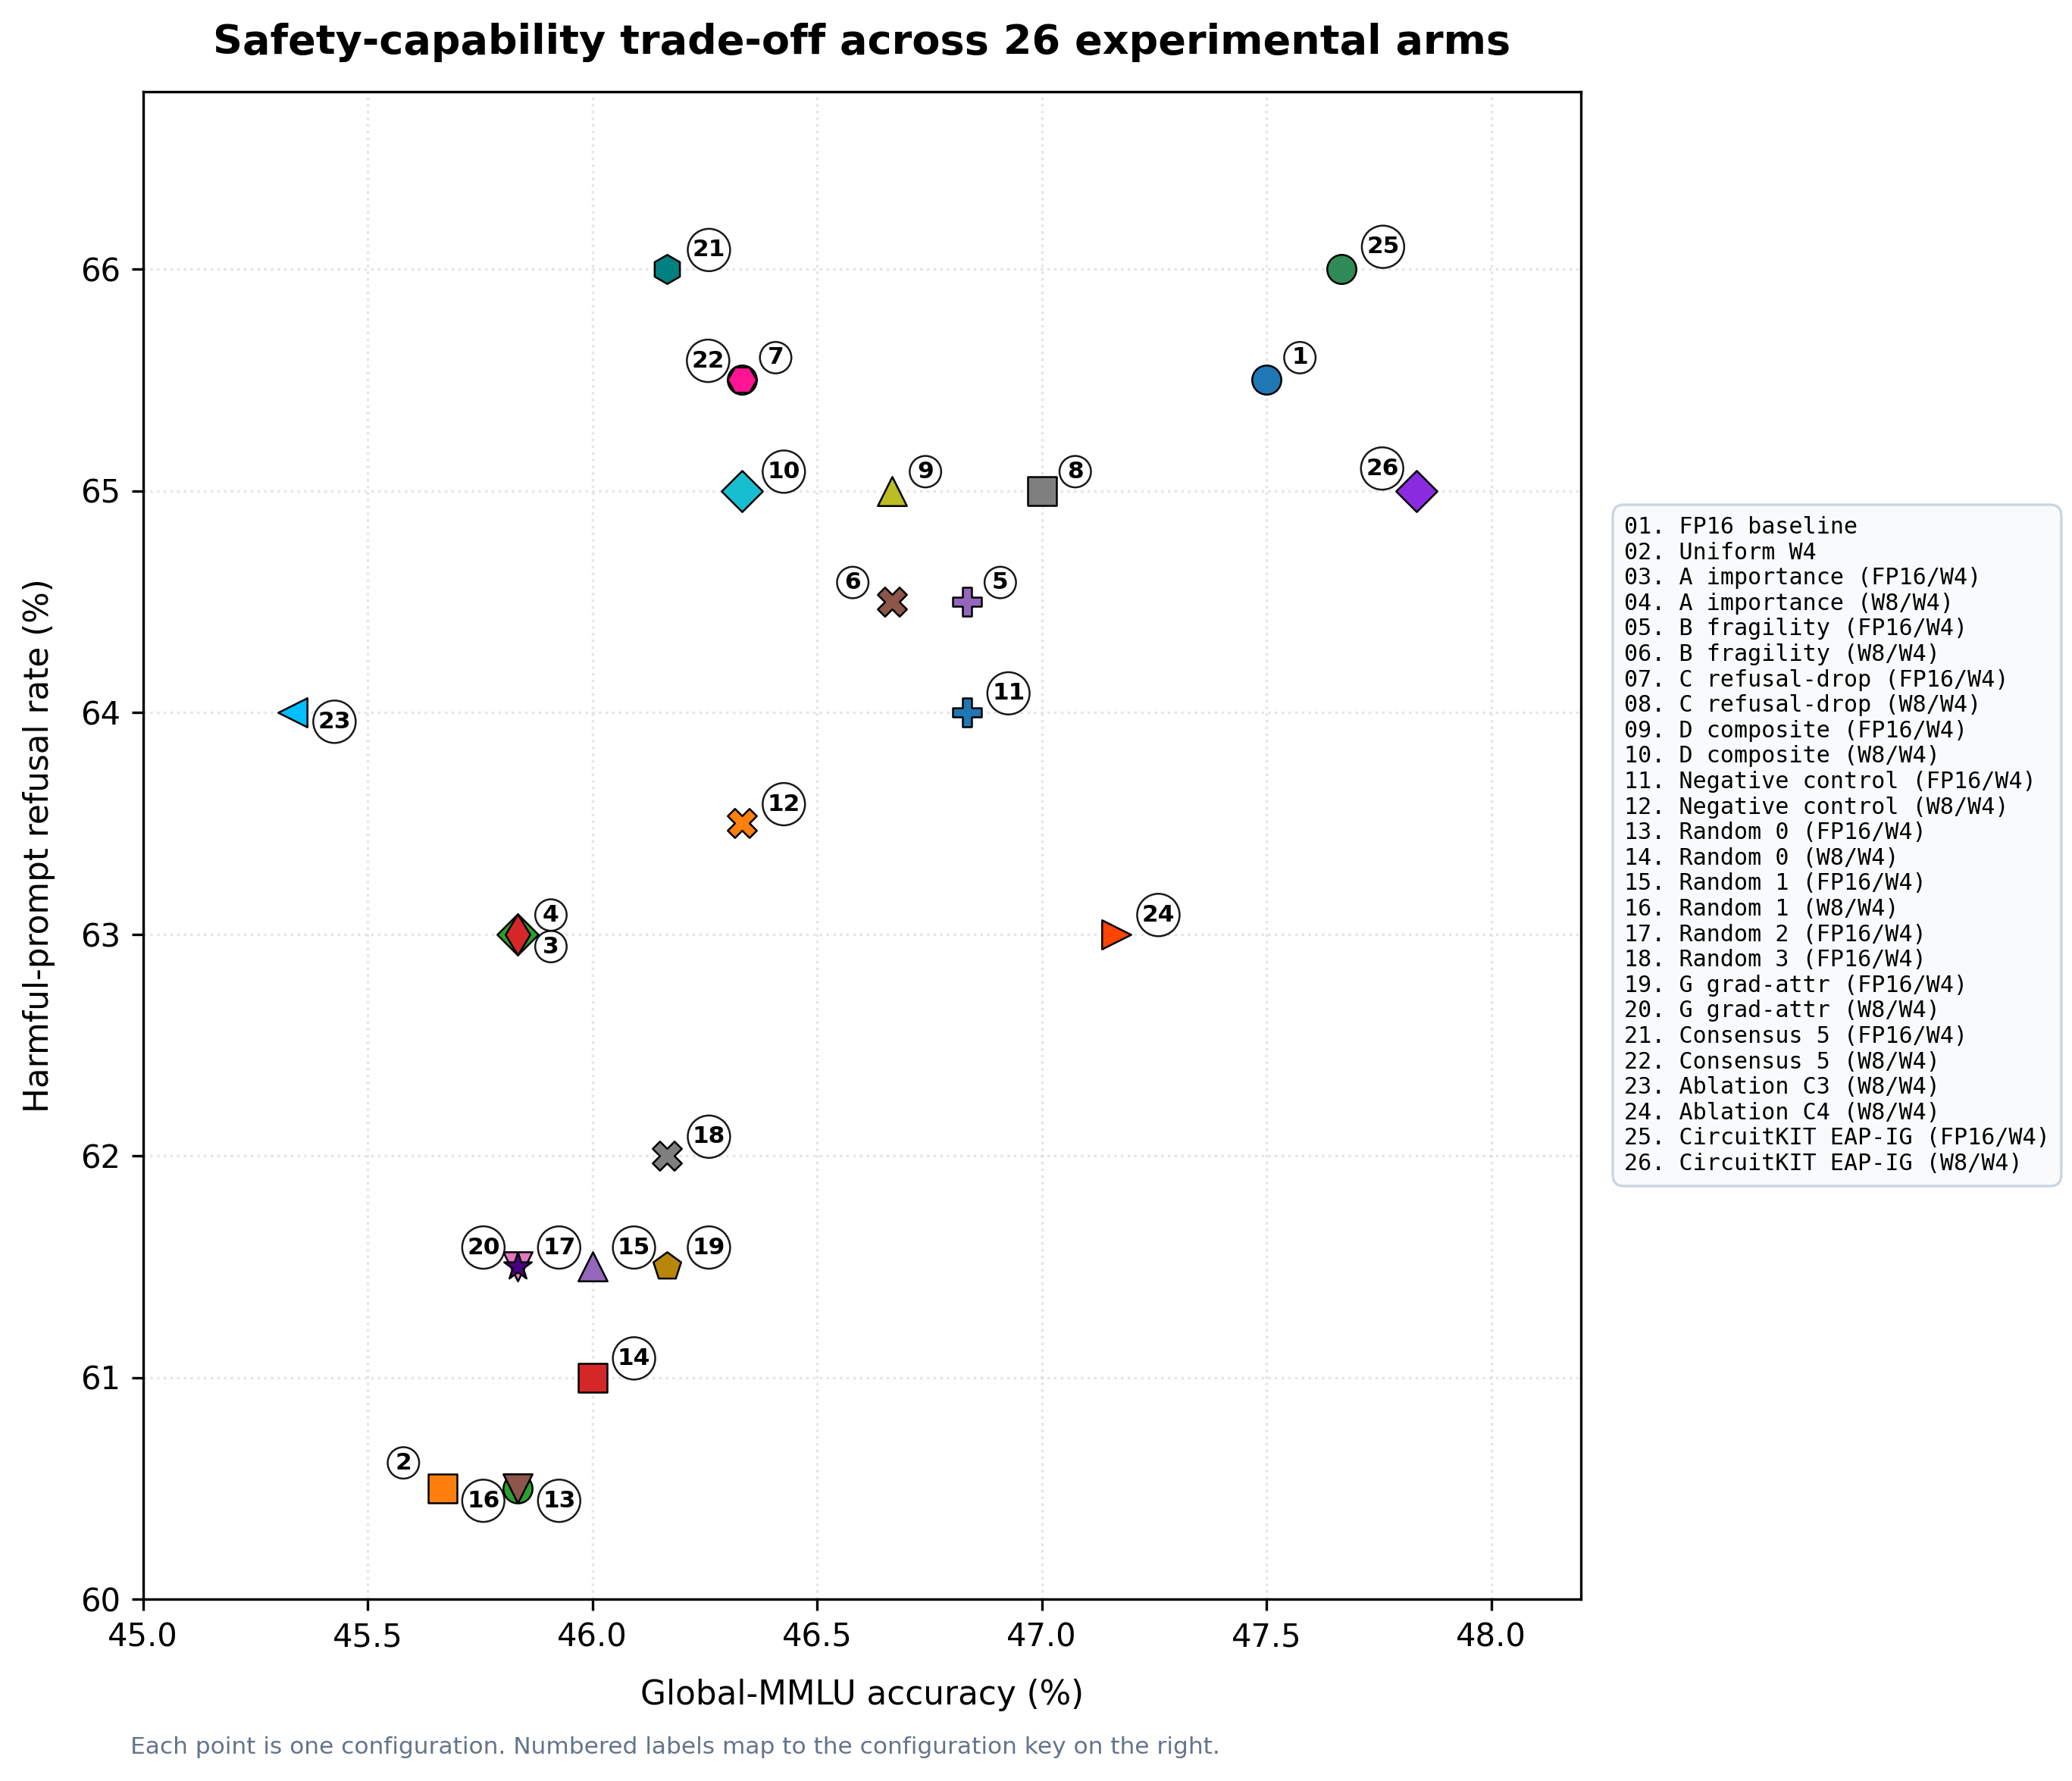 Safety-capability trade-off across 26 experimental arms
Harmful-prompt refusal rate (%)
66
65
64
63
62
61
60
21
25
22
7
1
10
9
8
26
6
5
23
11
12
4
3
24
18
20
17
15
19
14
2
16
13
45.0 45.5 46.0 46.5 47.0 47.5 48.0
Global-MMLU accuracy (%)
Each point is one configuration. Numbered labels map to the configuration key on the right.
01. FP16 baseline
02. Uniform W4
03. A importance (FP16/W4)
04. A importance (W8/W4)
05. B fragility (FP16/W4)
06. B fragility (W8/W4)
07. C refusal-drop (FP16/W4)
08. C refusal-drop (W8/W4)
09. D composite (FP16/W4)
10. D composite (W8/W4)
11. Negative control (FP16/W4)
12. Negative control (W8/W4)
13. Random 0 (FP16/W4)
14. Random 0 (W8/W4)
15. Random 1 (FP16/W4)
16. Random 1 (W8/W4)
17. Random 2 (FP16/W4)
18. Random 3 (FP16/W4)
19. G grad-attr (FP16/W4)
20. G grad-attr (W8/W4)
21. Consensus 5 (FP16/W4)
22. Consensus 5 (W8/W4)
23. Ablation C3 (W8/W4)
24. Ablation C4 (W8/W4)
25. CircuitKIT EAP-IG (FP16/W4)
26. CircuitKIT EAP-IG (W8/W4)